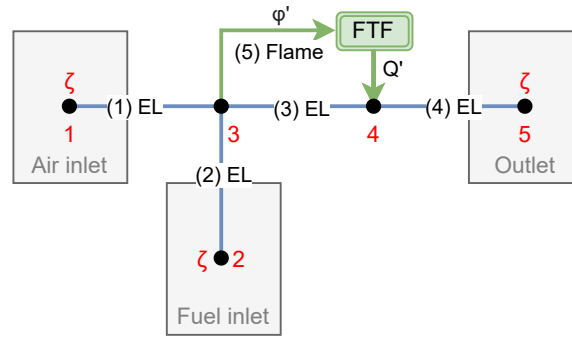 φ'
FTF
(5) Flame
Q'
ζ
ζ
(1) EL
(3) EL
(4) EL
1
3
4
5
Air inlet
Outlet
(2) EL
ζ 2
Fuel inlet